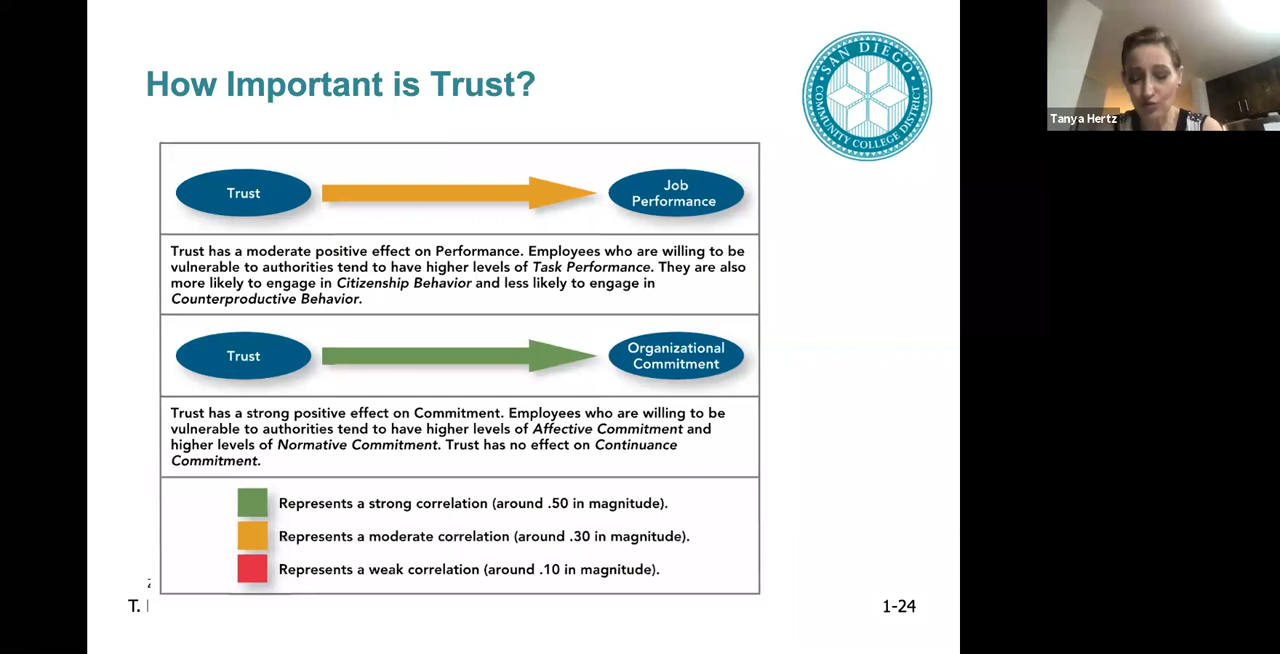 How Important is Trust?
SAN DIEGO
COMMUNITY COLLEGE DISTRICT
Tanya Hertz
Trust
Job
Performance
Trust has a moderate positive effect on Performance. Employees who are willing to be
vulnerable to authorities tend to have higher levels of Task Performance. They are also
more likely to engage in Citizenship Behavior and less likely to engage in
Counterproductive Behavior.
Trust
Organizational
Commitment
Trust has a strong positive effect on Commitment. Employees who are willing to be
vulnerable to authorities tend to have higher levels of Affective Commitment and
higher levels of Normative Commitment. Trust has no effect on Continuance
Commitment.
Represents a strong correlation (around .50 in magnitude).
Represents a moderate correlation (around .30 in magnitude).
Represents a weak correlation (around .10 in magnitude).
T.
1-24